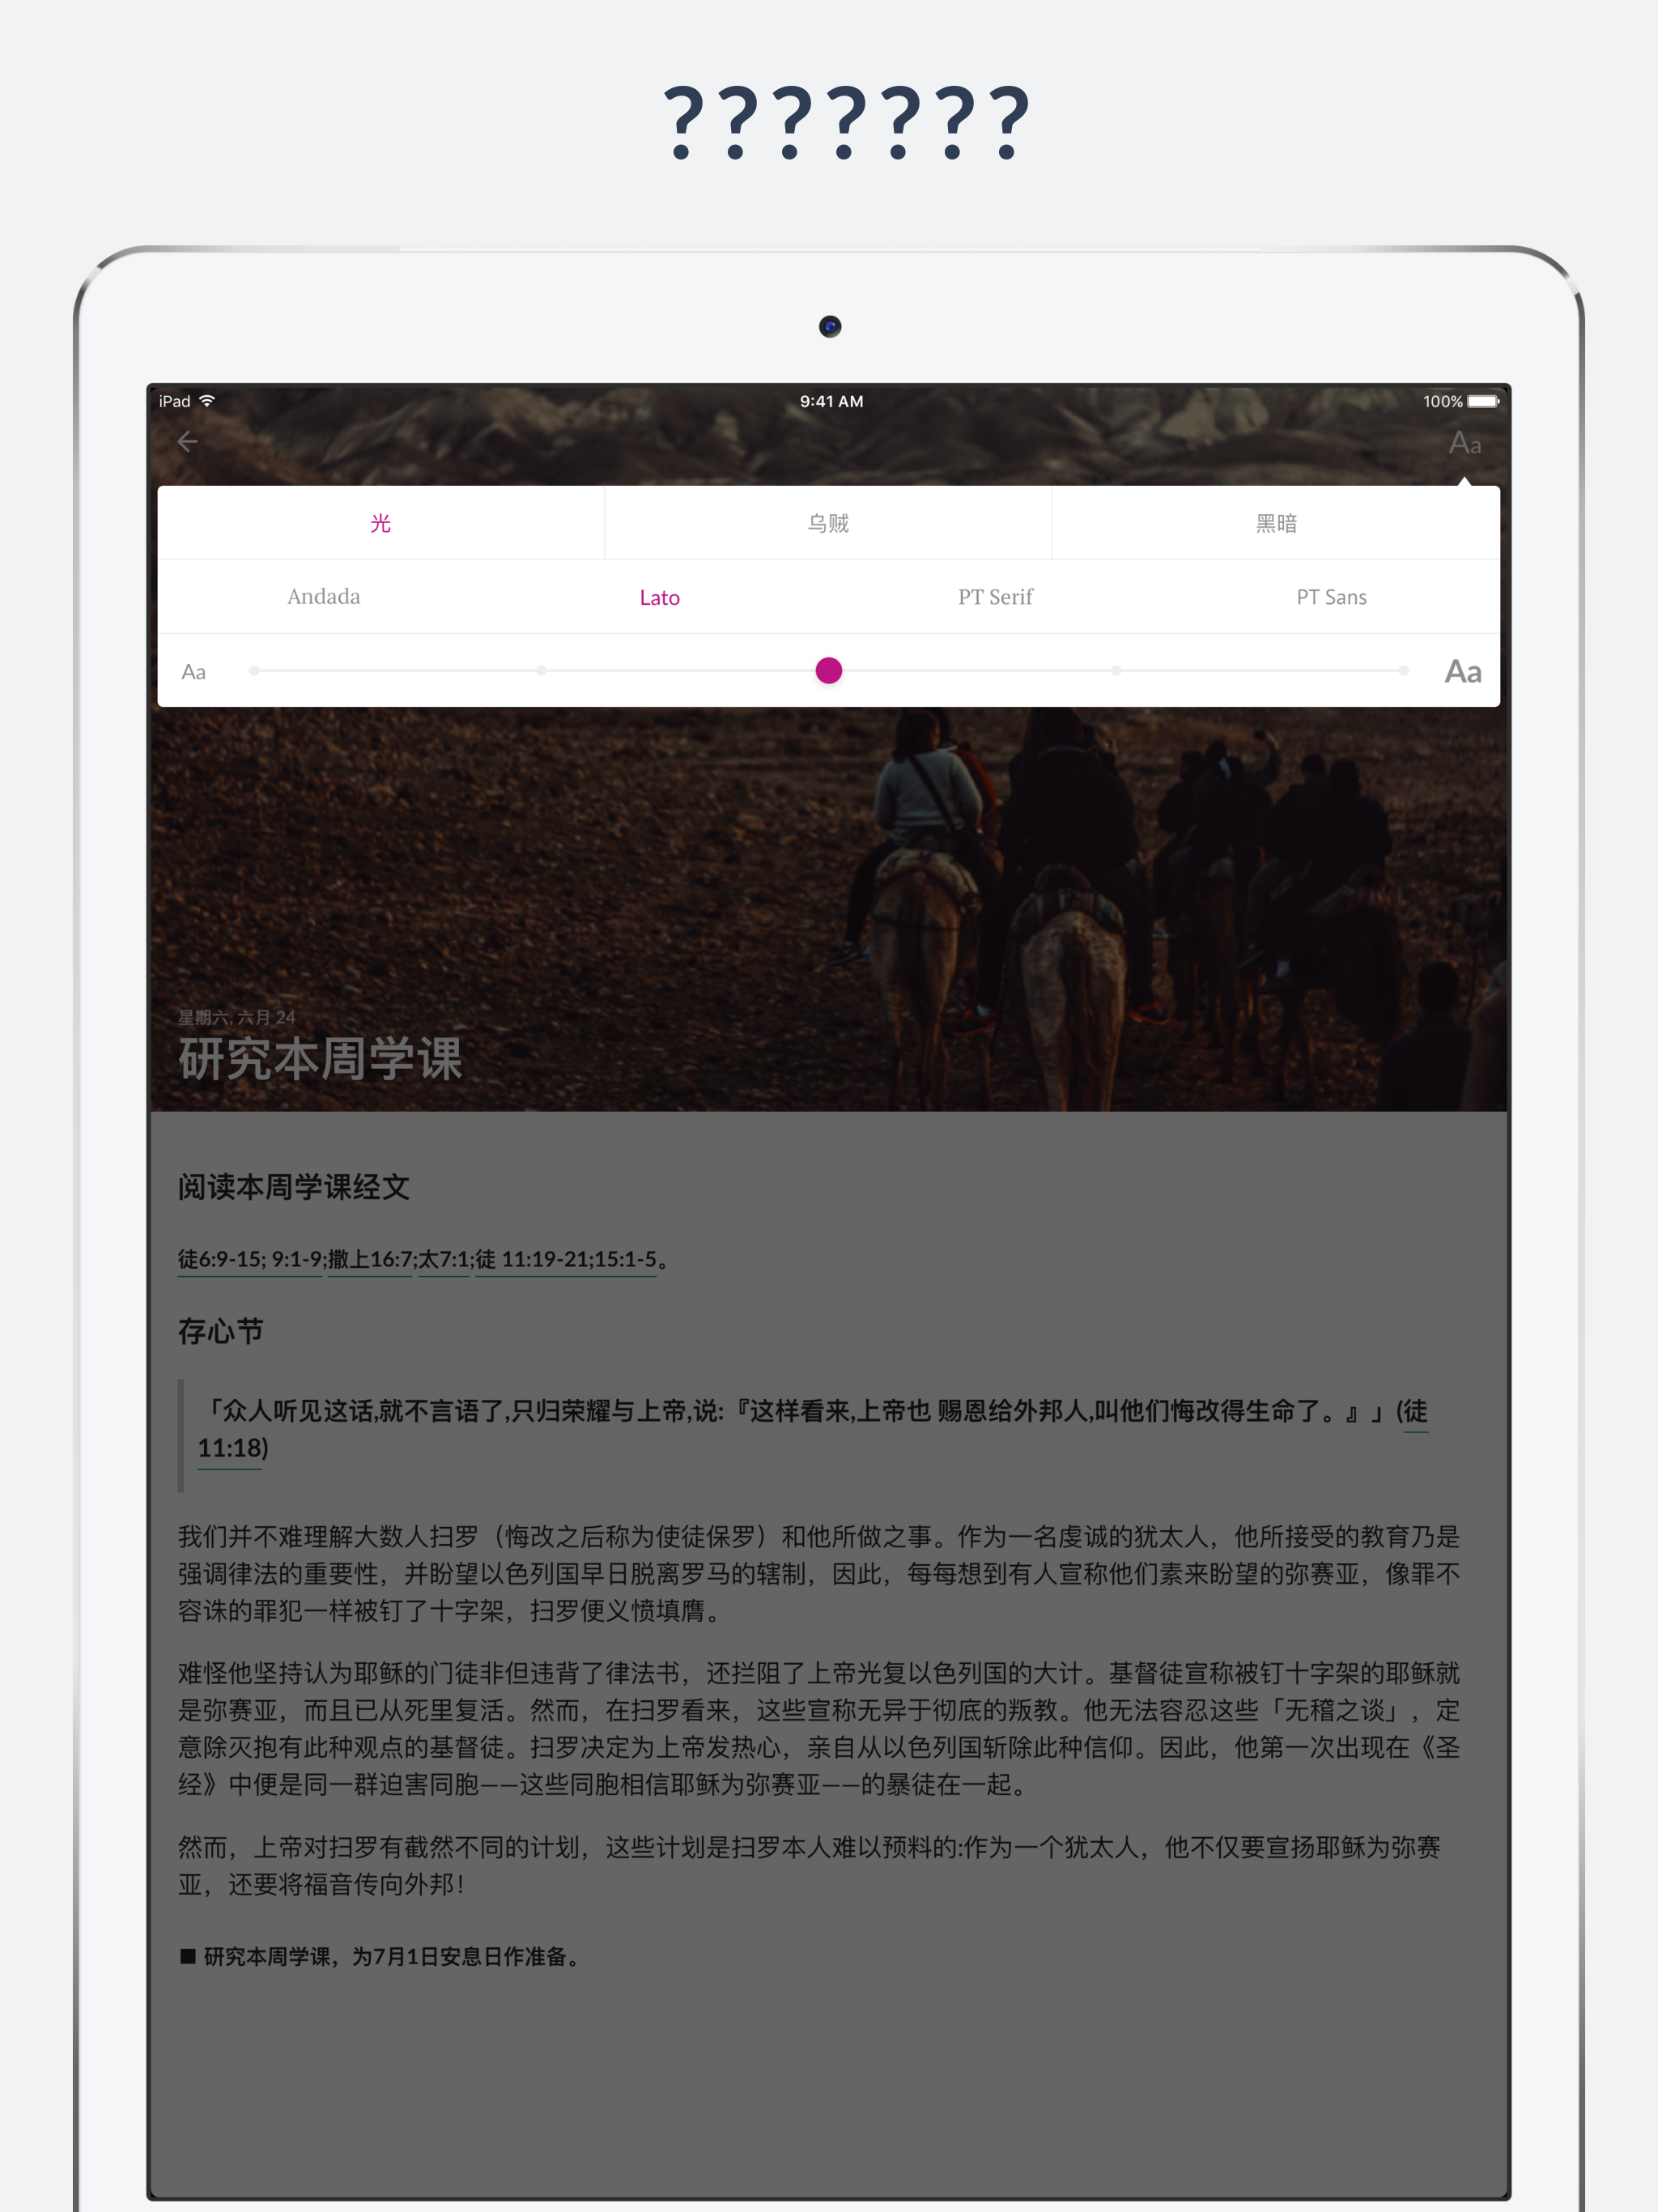 ???????
iPad
9:41 AM
100%
Aa
光
乌贼
黑暗
Andada
Lato
PT Serif
PT Sans
Aa
Aa
星期六, 六月 24
研究本周学课
阅读本周学课经文
徒6:9-15; 9:1-9;撒上16:7;太7:1;徒 11:19-21;15:1-5。
存心节
「众人听见这话,就不言语了,只归荣耀与上帝,说:『这样看来,上帝也 赐恩给外邦人,叫他们悔改得生命了。』」(徒
11:18)
我们并不难理解大数人扫罗（悔改之后称为使徒保罗）和他所做之事。作为一名虔诚的犹太人，他所接受的教育乃是
强调律法的重要性，并盼望以色列国早日脱离罗马的辖制，因此，每每想到有人宣称他们素来盼望的弥赛亚，像罪不
容诛的罪犯一样被钉了十字架，扫罗便义愤填膺。
难怪他坚持认为耶稣的门徒非但违背了律法书，还拦阻了上帝光复以色列国的大计。基督徒宣称被钉十字架的耶稣就
是弥赛亚，而且已从死里复活。然而，在扫罗看来，这些宣称无异于彻底的叛教。他无法容忍这些「无稽之谈」，定
意除灭抱有此种观点的基督徒。扫罗决定为上帝发热心，亲自从以色列国斩除此种信仰。因此，他第一次出现在《圣
经》中便是同一群迫害同胞——这些同胞相信耶稣为弥赛亚——的暴徒在一起。
然而，上帝对扫罗有截然不同的计划，这些计划是扫罗本人难以预料的:作为一个犹太人，他不仅要宣扬耶稣为弥赛
亚，还要将福音传向外邦！
■ 研究本周学课，为7月1日安息日作准备。